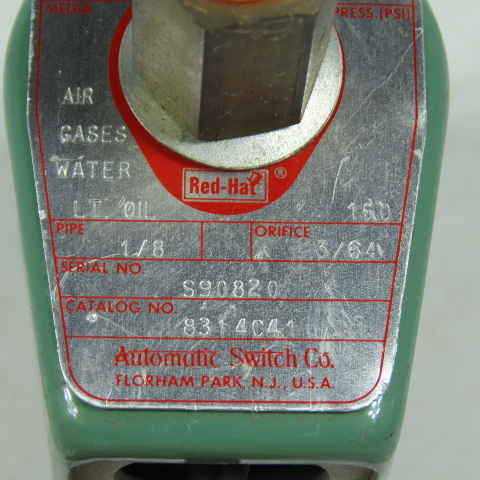 MEDIA PRESS.(PSI)
AIR
GASES
WATER
Red-Hat ®
LT. OIL 150
PIPE ORIFICE
1/8 3/64
SERIAL NO.
S90820
CATALOG NO.
8314C41
Automatic Switch Co.
FLORHAM PARK, N.J., U.S.A.